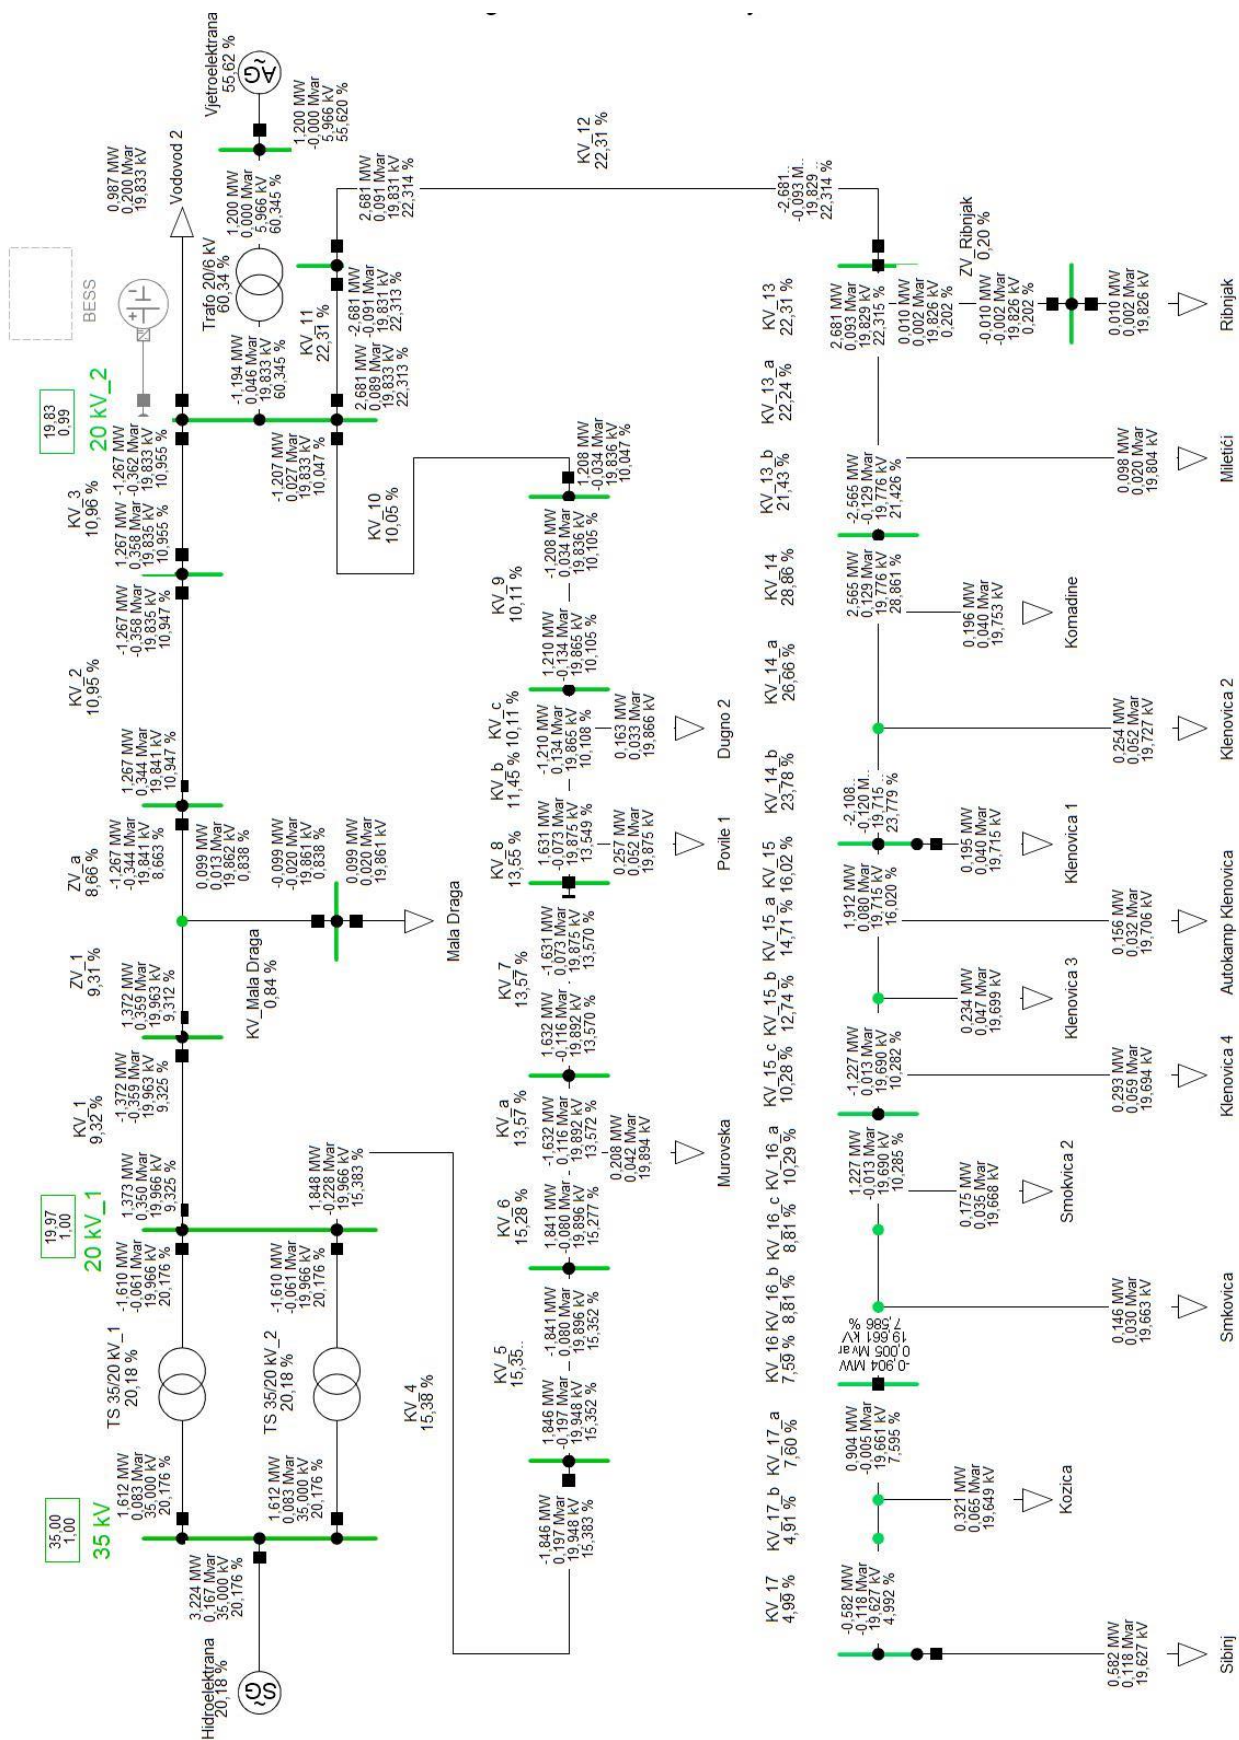 Hidroelektrana
20,18 %
SG
~
3,224 MW
0,167 Mvar
35,000 kV
20,176 %
35,00
1,00
35 kV
1,612 MW
0,083 Mvar
35,000 kV
20,176 %
1,612 MW
0,083 Mvar
35,000 kV
20,176 %
TS 35/20 kV_1
20,18 %
TS 35/20 kV_2
20,18 %
-1,610 MW
-0,061 Mvar
19,966 kV
20,176 %
-1,610 MW
-0,061 Mvar
19,966 kV
20,176 %
19,97
1,00
20 kV_1
1,373 MW
0,350 Mvar
19,966 kV
9,325 %
1,848 MW
-0,228 Mvar
19,966 kV
15,383 %
KV_1
9,32 %
-1,372 MW
-0,359 Mvar
19,963 kV
9,325 %
ZV_1
9,31 %
1,372 MW
0,359 Mvar
19,963 kV
9,312 %
KV_Mala Draga
0,84 %
ZV_a
8,66 %
-1,267 MW
-0,344 Mvar
19,841 kV
8,663 %
0,099 MW
0,013 Mvar
19,862 kV
0,838 %
-0,099 MW
-0,020 Mvar
19,861 kV
0,838 %
0,099 MW
0,020 Mvar
19,861 kV
Mala Draga
KV_2
10,95 %
1,267 MW
0,344 Mvar
19,841 kV
10,947 %
-1,267 MW
-0,358 Mvar
19,835 kV
10,947 %
KV_3
10,96 %
1,267 MW
0,358 Mvar
19,835 kV
10,955 %
-1,267 MW
-0,362 Mvar
19,833 kV
10,955 %
19,83
0,99
20 kV_2
BESS
0,987 MW
0,200 Mvar
19,833 kV
Vodovod 2
-1,194 MW
0,046 Mvar
19,833 kV
60,345 %
Trafo 20/6 kV
60,34 %
1,200 MW
0,000 Mvar
5,966 kV
60,345 %
1,200 MW
-0,000 Mvar
5,966 kV
55,620 %
Vjetroelektrana
55,62 %
AG
~
2,681 MW
0,089 Mvar
19,833 kV
22,313 %
KV_11
22,31 %
-2,681 MW
-0,091 Mvar
19,831 kV
22,313 %
2,681 MW
0,091 Mvar
19,831 kV
22,314 %
-1,207 MW
0,027 Mvar
19,833 kV
10,047 %
KV_10
10,05 %
KV_4
15,38 %
-1,846 MW
0,197 Mvar
19,948 kV
15,383 %
KV_5
15,35..
1,846 MW
-0,197 Mvar
19,948 kV
15,352 %
-1,841 MW
0,080 Mvar
19,896 kV
15,352 %
KV_6
15,28 %
1,841 MW
-0,080 Mvar
19,896 kV
15,277 %
0,208 MW
0,042 Mvar
19,894 kV
Murovska
KV_a
13,57 %
-1,632 MW
0,116 Mvar
19,892 kV
13,572 %
KV_7
13,57 %
1,632 MW
-0,116 Mvar
19,892 kV
13,570 %
-1,631 MW
0,073 Mvar
19,875 kV
13,570 %
KV_8
13,55 %
1,631 MW
-0,073 Mvar
19,875 kV
13,549 %
0,257 MW
0,052 Mvar
19,875 kV
Povile 1
KV_b
11,45 %
KV_c
10,11 %
-1,210 MW
0,134 Mvar
19,865 kV
10,108 %
0,163 MW
0,033 Mvar
19,866 kV
Dugno 2
KV_9
10,11 %
1,210 MW
-0,134 Mvar
19,865 kV
10,105 %
-1,208 MW
0,034 Mvar
19,836 kV
10,105 %
1,208 MW
-0,034 Mvar
19,836 kV
10,047 %
KV_12
22,31 %
-2,681..
-0,093 M..
19,829 ..
22,314 %
KV_17
4,99 %
-0,582 MW
-0,118 Mvar
19,627 kV
4,992 %
0,582 MW
0,118 Mvar
19,627 kV
Sibinj
KV_17_b
4,91 %
KV_17_a
7,60 %
0,904 MW
-0,005 Mvar
19,661 kV
7,595 %
0,321 MW
0,065 Mvar
19,649 kV
Kozica
KV_16
7,59 %
-0,904 MW
0,005 Mvar
19,661 kV
7,586 %
KV_16_b
8,81 %
0,146 MW
0,030 Mvar
19,663 kV
Smkovica
KV_16_c
8,81 %
KV_16_a
10,29 %
1,227 MW
-0,013 Mvar
19,690 kV
10,285 %
0,175 MW
0,035 Mvar
19,668 kV
Smokvica 2
KV_15_c
10,28 %
-1,227 MW
0,013 Mvar
19,690 kV
10,282 %
0,293 MW
0,059 Mvar
19,694 kV
Klenovica 4
KV_15_b
12,74 %
0,234 MW
0,047 Mvar
19,699 kV
Klenovica 3
KV_15_a
14,71 %
0,156 MW
0,032 Mvar
19,706 kV
Autokamp Klenovica
KV_15
16,02 %
1,912 MW
0,080 Mvar
19,715 kV
16,020 %
0,195 MW
0,040 Mvar
19,715 kV
Klenovica 1
KV_14_b
23,78 %
-2,108..
-0,120 M..
19,715 ..
23,779 %
0,254 MW
0,052 Mvar
19,727 kV
Klenovica 2
KV_14_a
26,66 %
0,196 MW
0,040 Mvar
19,753 kV
Komadine
KV_14
28,86 %
2,565 MW
0,129 Mvar
19,776 kV
28,861 %
KV_13_b
21,43 %
-2,565 MW
-0,129 Mvar
19,776 kV
21,426 %
0,098 MW
0,020 Mvar
19,804 kV
Miletići
KV_13_a
22,24 %
KV_13
22,31 %
2,681 MW
0,093 Mvar
19,829 kV
22,315 %
0,010 MW
0,002 Mvar
19,826 kV
0,202 %
ZV_Ribnjak
0,20 %
-0,010 MW
-0,002 Mvar
19,826 kV
0,202 %
0,010 MW
0,002 Mvar
19,826 kV
Ribnjak